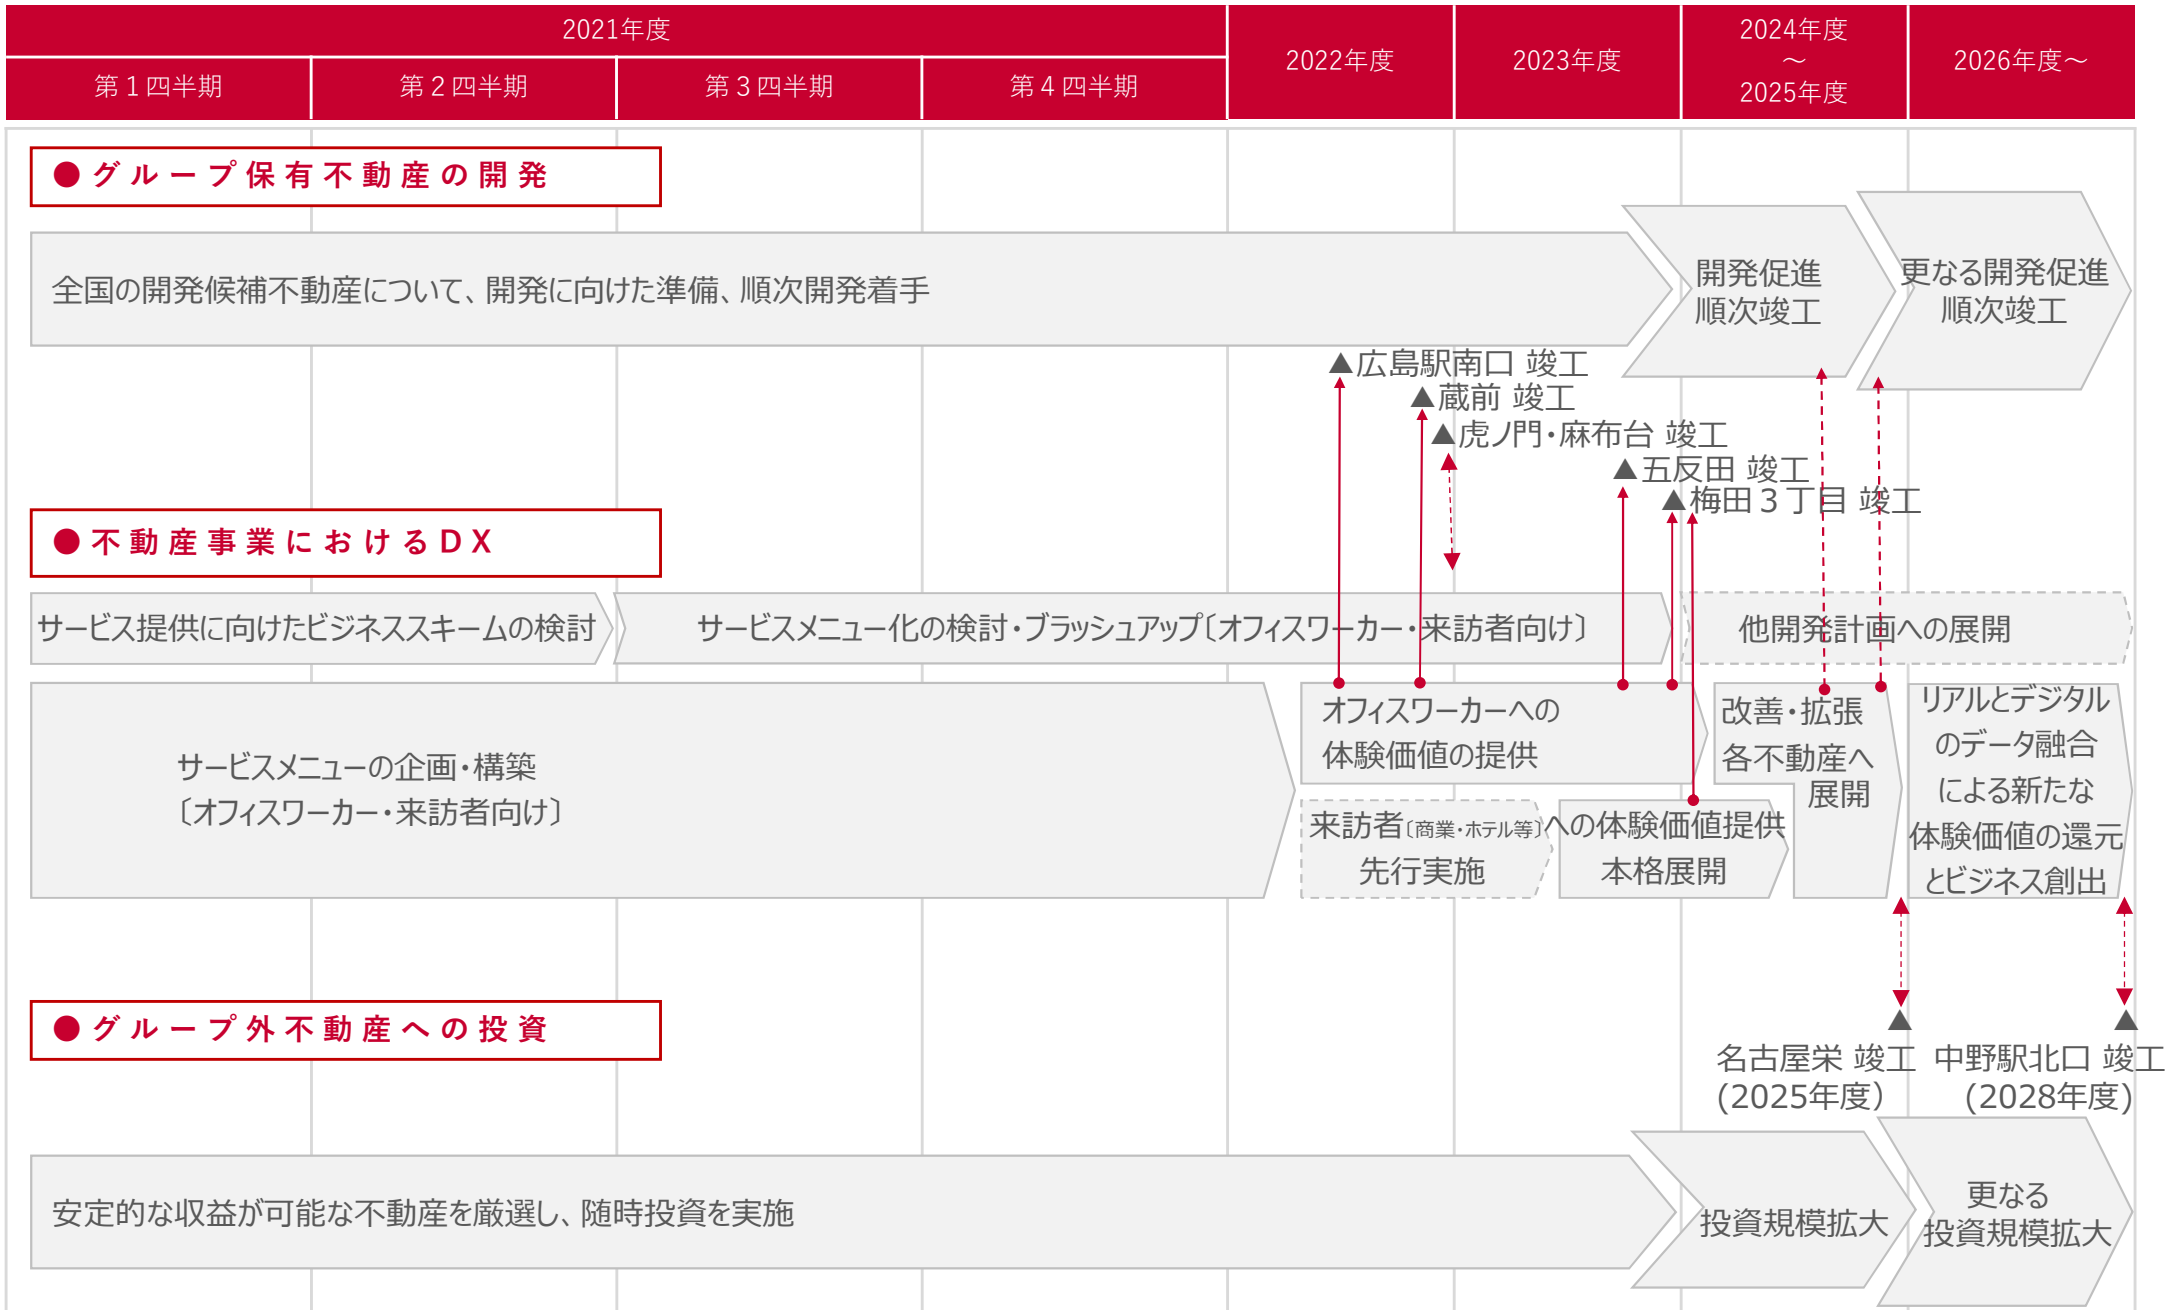 2021年度
2022年度
2023年度
2024年度
～
2025年度
2026年度～
第１四半期
第２四半期
第３四半期
第４四半期
●グループ保有不動産の開発
全国の開発候補不動産について、開発に向けた準備、順次開発着手
開発促進
順次竣工
更なる開発促進
順次竣工
▲広島駅南口 竣工
▲蔵前 竣工
▲虎ノ門・麻布台 竣工
▲五反田 竣工
▲梅田３丁目 竣工
●不動産事業におけるＤＸ
サービス提供に向けたビジネススキームの検討
サービスメニュー化の検討・ブラッシュアップ〔オフィスワーカー・来訪者向け〕
他開発計画への展開
サービスメニューの企画・構築
〔オフィスワーカー・来訪者向け〕
オフィスワーカーへの
体験価値の提供
来訪者〔商業・ホテル等〕への体験価値提供
先行実施
本格展開
改善・拡張
各不動産へ
展開
リアルとデジタル
のデータ融合
による新たな
体験価値の還元
とビジネス創出
●グループ外不動産への投資
▲
名古屋栄 竣工
(2025年度）
▲
中野駅北口 竣工
(2028年度)
安定的な収益が可能な不動産を厳選し、随時投資を実施
投資規模拡大
更なる
投資規模拡大